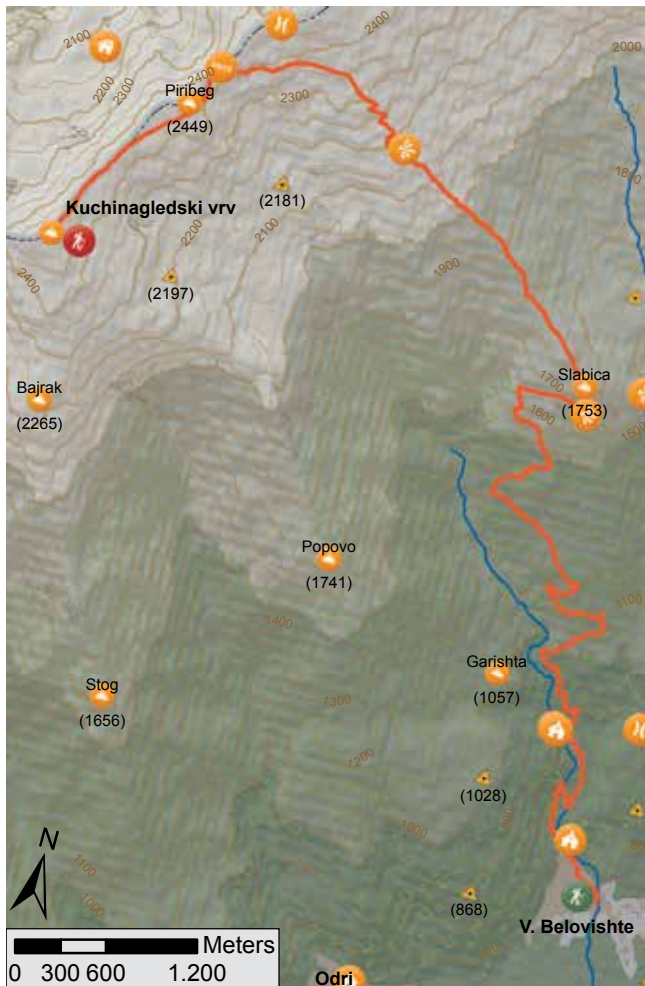 2100
2400
2000
2200
2400
2300
Piribeg
(2449)
2300
1800
(2181)
Kuchinagledski vrv
2200
2100
1900
2400
(2197)
Bajrak
(2265)
1700
Slabica
1600
(1753)
1500
Popovo
(1741)
1100
1400
Garishta
(1057)
Stog
(1656)
1300
1200
(1028)
1000
N
1100
1000
(868)
V. Belovishte
Meters
0 300 600 1.200
Odri